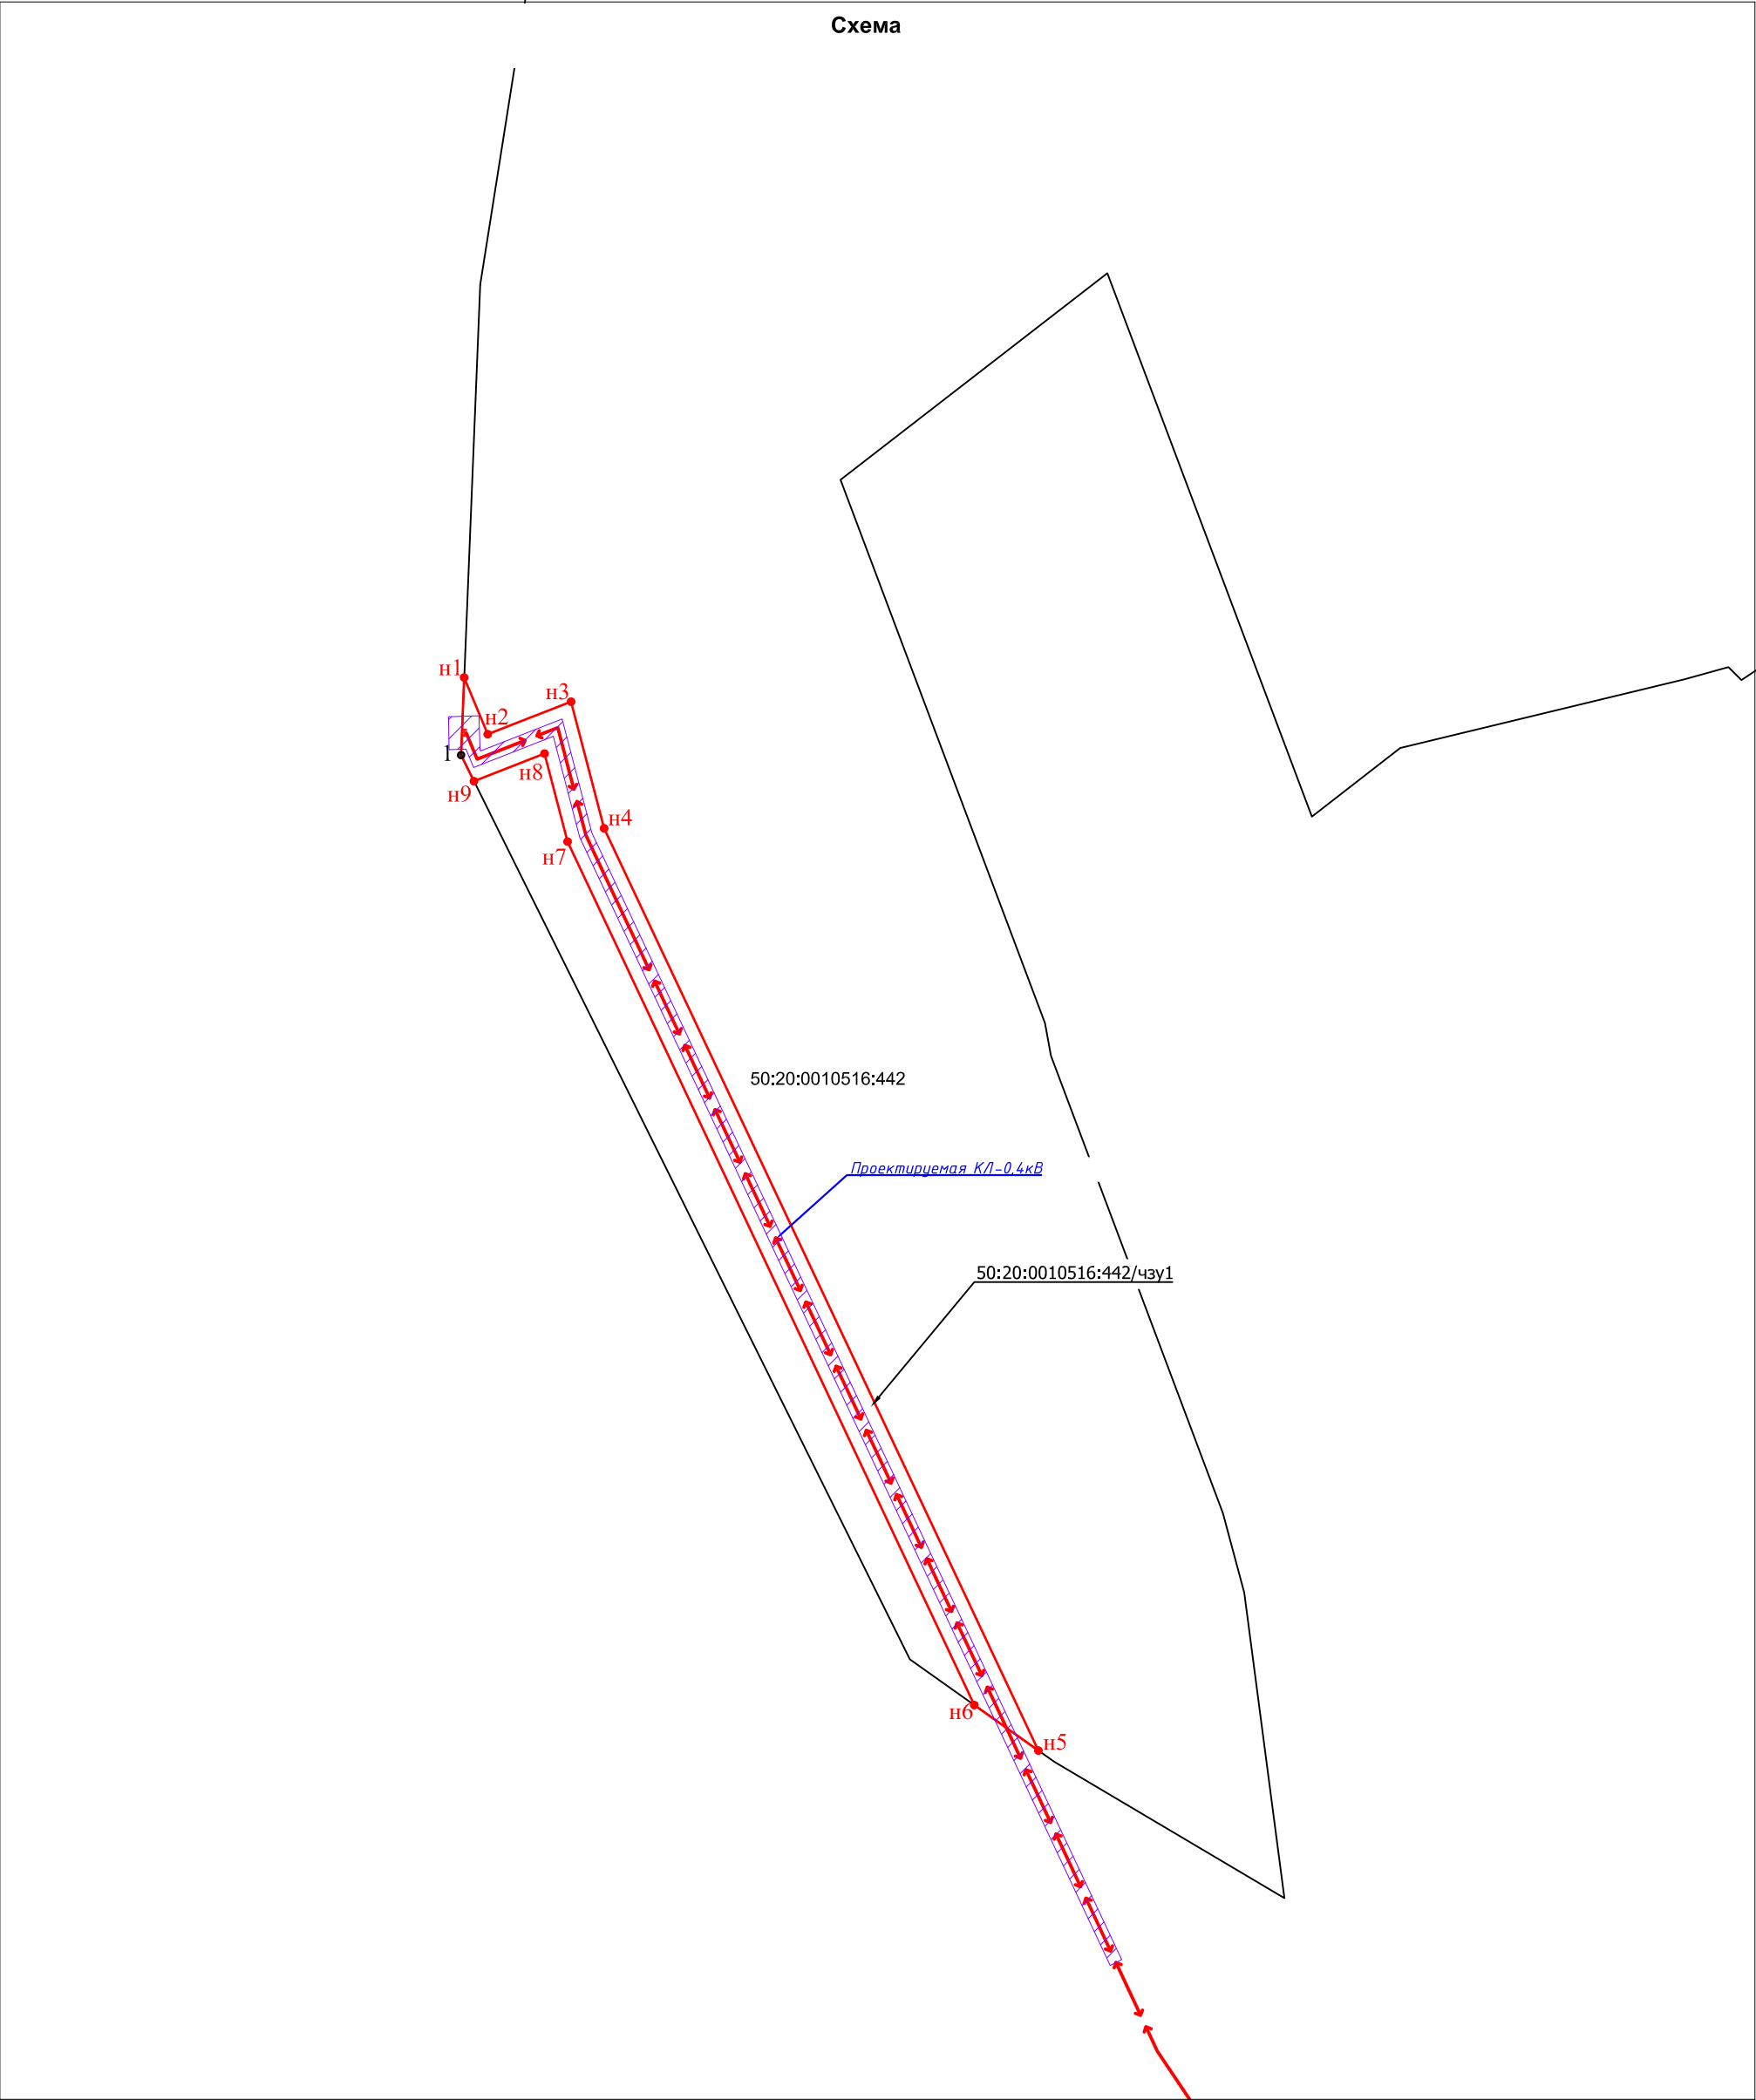 Схема
н1
н3
н2
1
н8
н9
н4
н7
50:20:0010516:442
Проектируемая КЛ-0,4кВ
50:20:0010516:442/чзу1
н6
н5